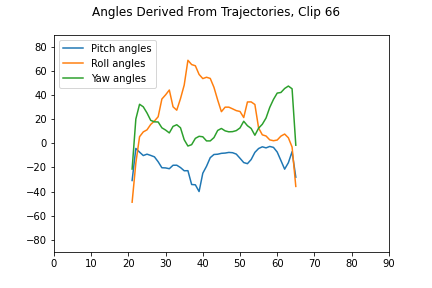 Angles Derived From Trajectories, Clip 66
Pitch angles
Roll angles
Yaw angles
80
60
40
20
0
−20
−40
−60
−80
0 10 20 30 40 50 60 70 80 90